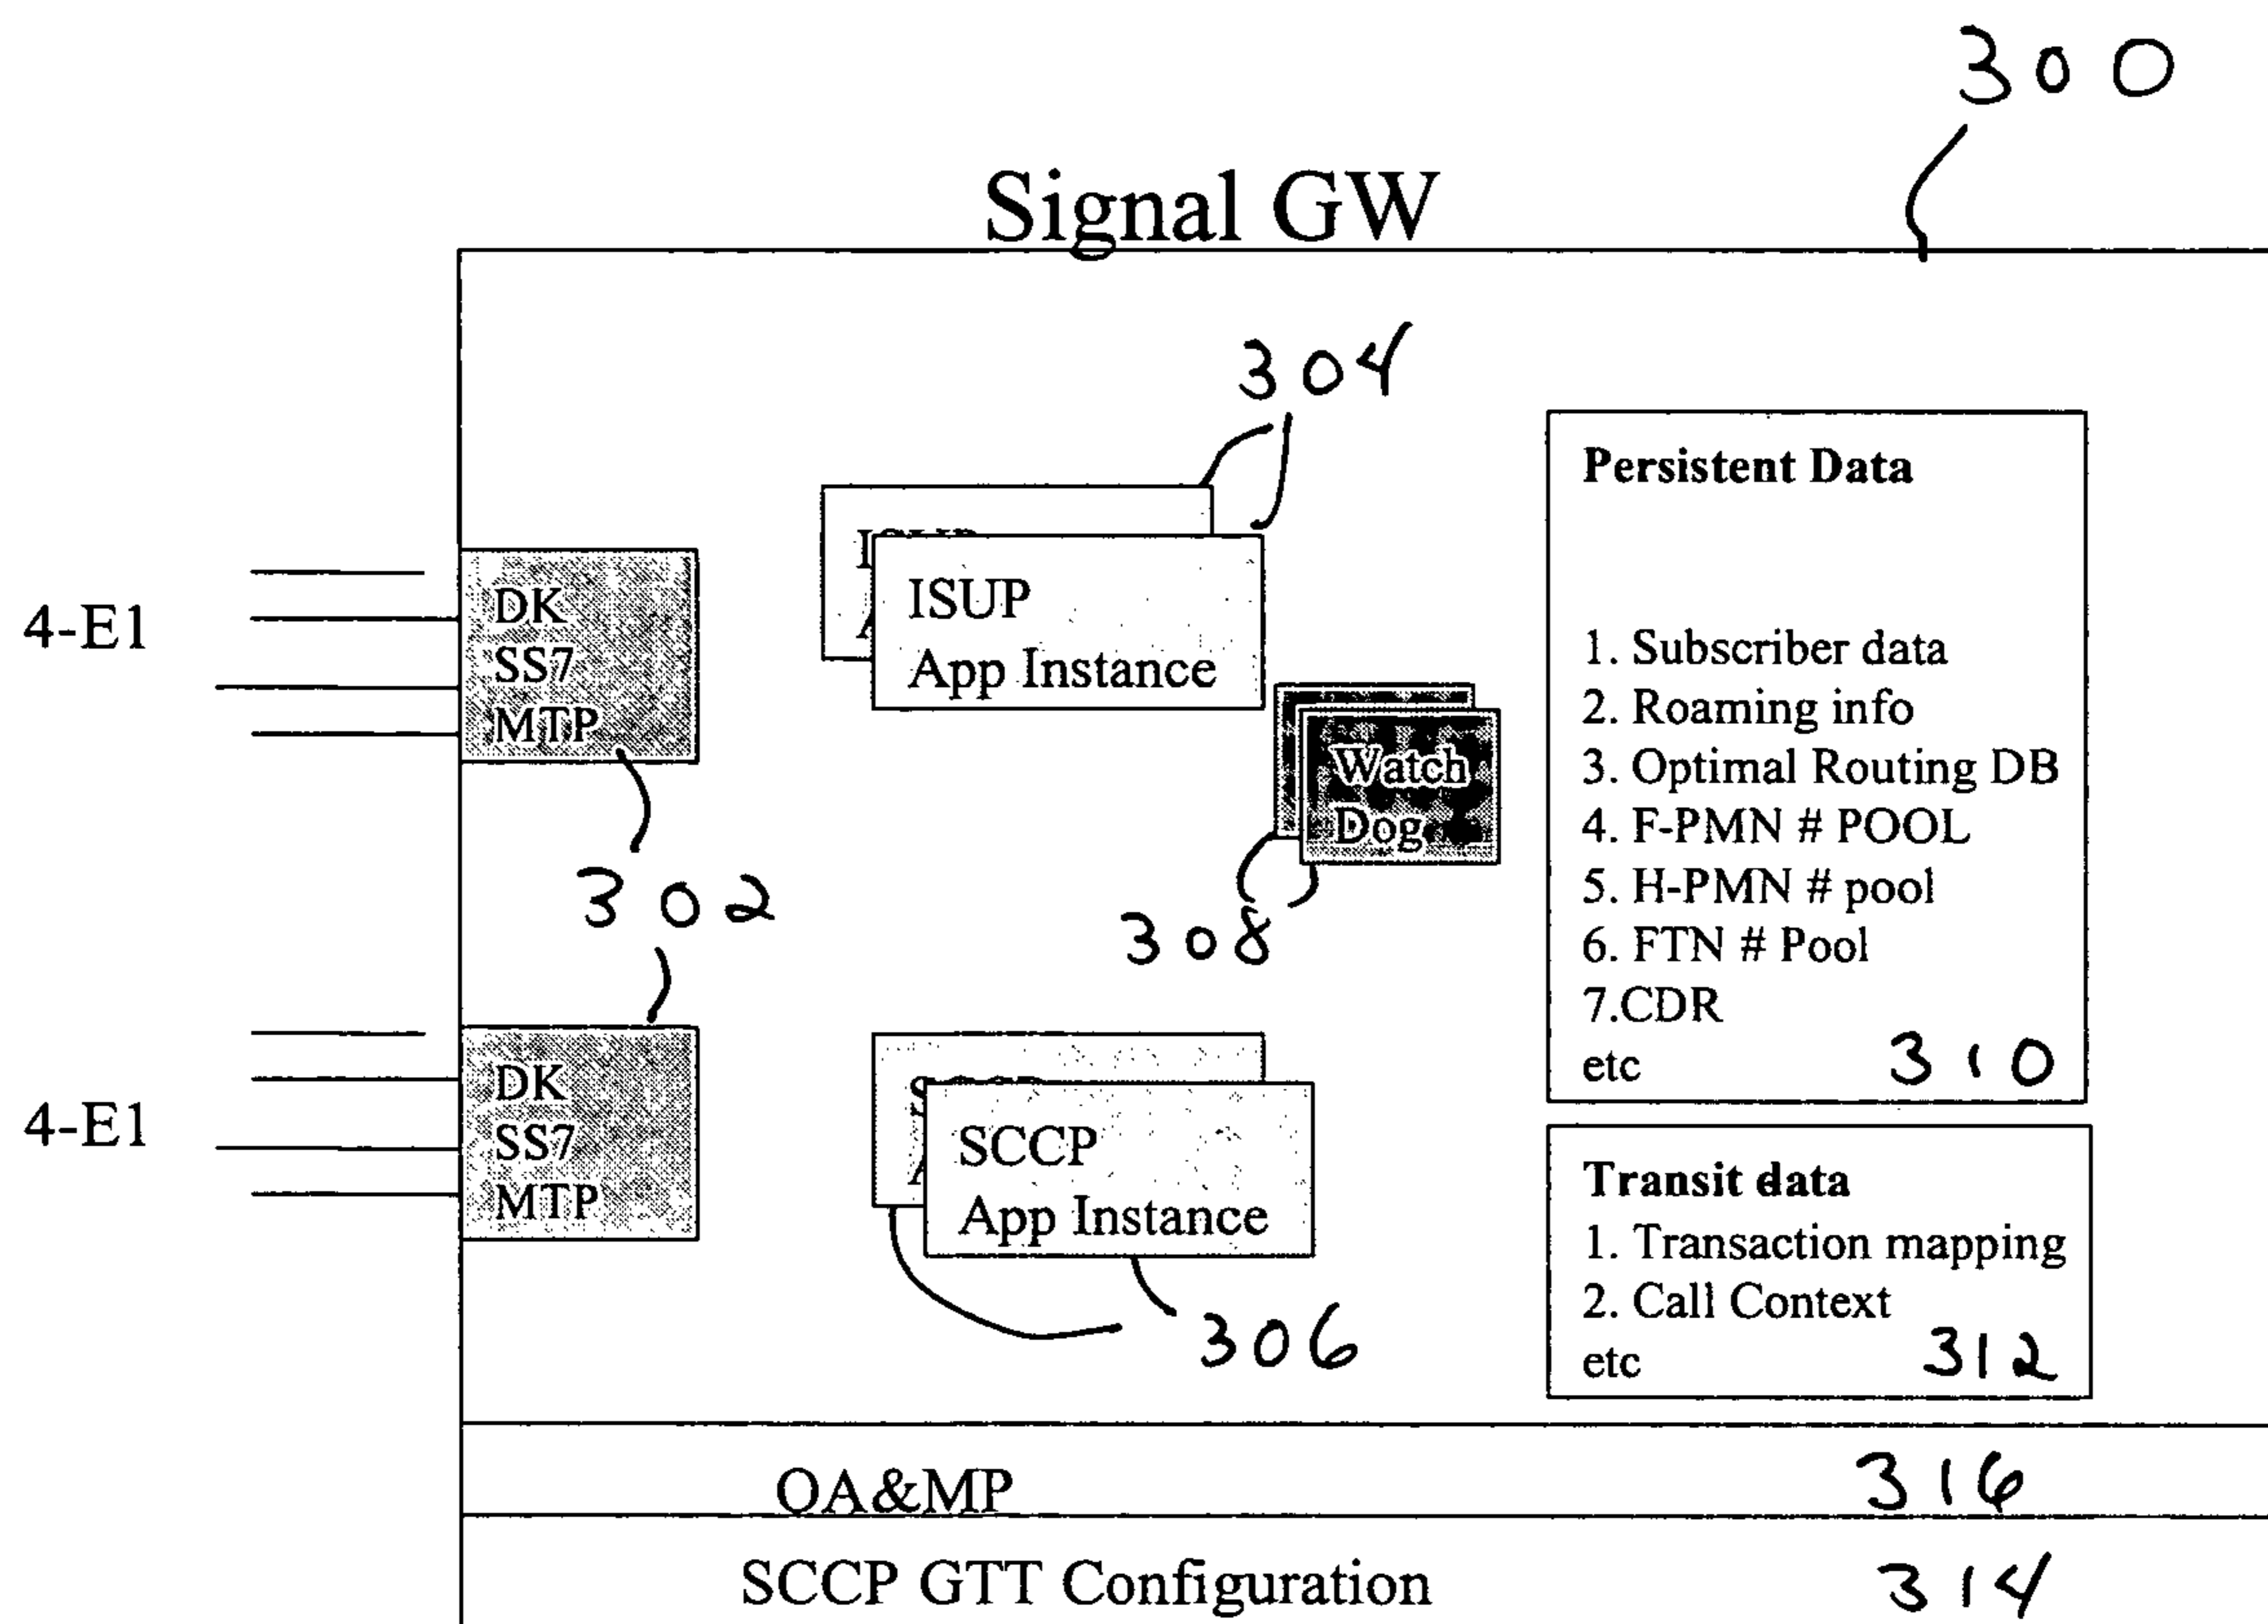 300
Signal GW
304
Persistent Data
ISUP
App Instance
4-E1
DK
SS7
MTP
1. Subscriber data
2. Roaming info
3. Optimal Routing DB
4. F-PMN # POOL
5. H-PMN # pool
6. FTN # Pool
7.CDR
etc
310
Watch
Dog
302
308
4-E1
DK
SS7
MTP
SCCP
App Instance
306
Transit data
1. Transaction mapping
2. Call Context
etc
312
OA&MP
316
SCCP GTT Configuration
314